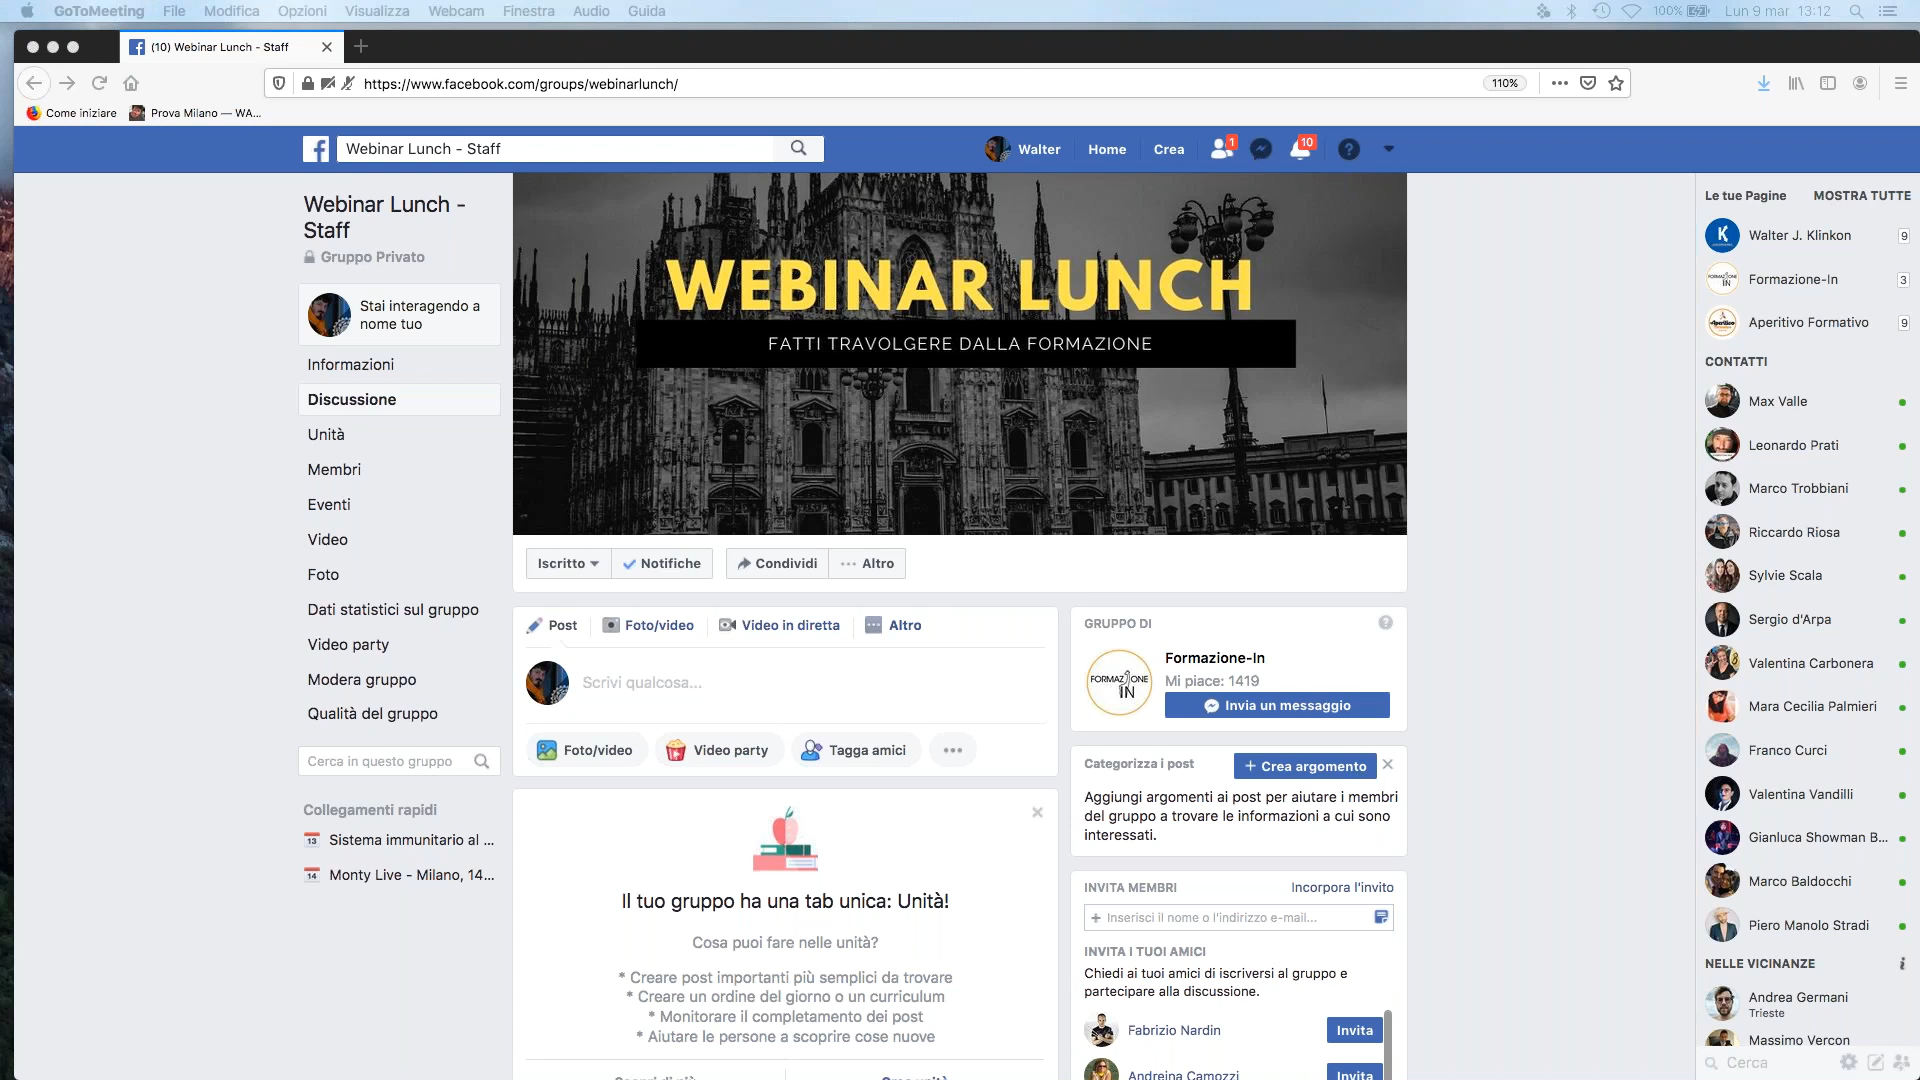 GoToMeeting File Modifica Opzioni Visualizza Webcam Finestra Audio Guida 100% Lun 9 mar 13:12
(10) Webinar Lunch - Staff
https://www.facebook.com/groups/webinarlunch/ 110%
Come iniziare Prova Milano — WA...
Webinar Lunch - Staff
Walter Home Crea 1 10
Webinar Lunch -
Staff
Gruppo Privato
Stai interagendo a
nome tuo
Informazioni
Discussione
Unità
Membri
Eventi
Video
Foto
Dati statistici sul gruppo
Video party
Modera gruppo
Qualità del gruppo
Cerca in questo gruppo
Collegamenti rapidi
13 Sistema immunitario al ...
14 Monty Live - Milano, 14...
WEBINAR LUNCH
FATTI TRAVOLGERE DALLA FORMAZIONE
Iscritto Notifiche Condividi Altro
Post Foto/video Video in diretta Altro
Scrivi qualcosa...
Foto/video Video party Tagga amici
Il tuo gruppo ha una tab unica: Unità!
Cosa puoi fare nelle unità?
* Creare post importanti più semplici da trovare
* Creare un ordine del giorno o un curriculum
* Monitorare il completamento dei post
* Aiutare le persone a scoprire cose nuove
GRUPPO DI
FORMAZIONE
IN
Formazione-In
Mi piace: 1419
Invia un messaggio
Categorizza i post + Crea argomento
Aggiungi argomenti ai post per aiutare i membri
del gruppo a trovare le informazioni a cui sono
interessati.
INVITA MEMBRI Incorpora l'invito
+ Inserisci il nome o l'indirizzo e-mail...
INVITA I TUOI AMICI
Chiedi ai tuoi amici di iscriversi al gruppo e
partecipare alla discussione.
Fabrizio Nardin Invita
Andreina Camozzi Invita
Le tue Pagine MOSTRA TUTTE
K Walter J. Klinkon 9
Formazione-In 3
Aperitivo Formativo 9
CONTATTI
Max Valle
Leonardo Prati
Marco Trobbiani
Riccardo Riosa
Sylvie Scala
Sergio d'Arpa
Valentina Carbonera
Mara Cecilia Palmieri
Franco Curci
Valentina Vandilli
Gianluca Showman B...
Marco Baldocchi
Piero Manolo Stradi
NELLE VICINANZE
Andrea Germani
Trieste
Massimo Vercon
Cerca